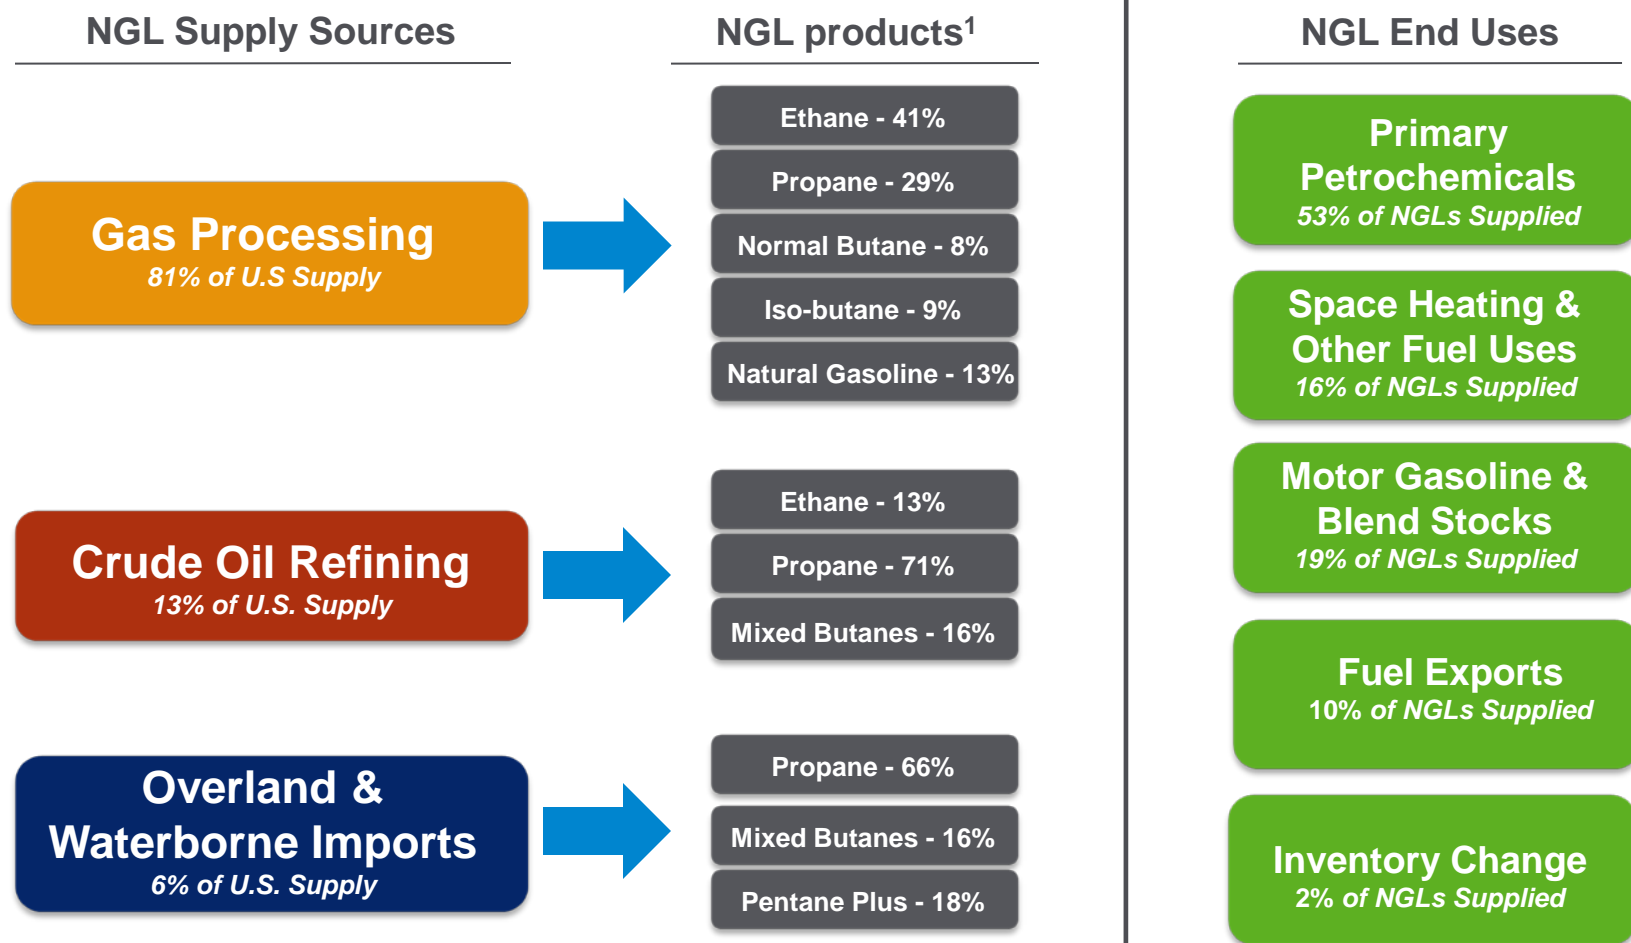 NGL Supply Sources
NGL products¹
NGL End Uses
Gas Processing
81% of U.S Supply
Ethane - 41%
Propane - 29%
Normal Butane - 8%
Iso-butane - 9%
Natural Gasoline - 13%
Crude Oil Refining
13% of U.S. Supply
Ethane - 13%
Propane - 71%
Mixed Butanes - 16%
Overland &
Waterborne Imports
6% of U.S. Supply
Propane - 66%
Mixed Butanes - 16%
Pentane Plus - 18%
Primary
Petrochemicals
53% of NGLs Supplied
Space Heating &
Other Fuel Uses
16% of NGLs Supplied
Motor Gasoline &
Blend Stocks
19% of NGLs Supplied
Fuel Exports
10% of NGLs Supplied
Inventory Change
2% of NGLs Supplied